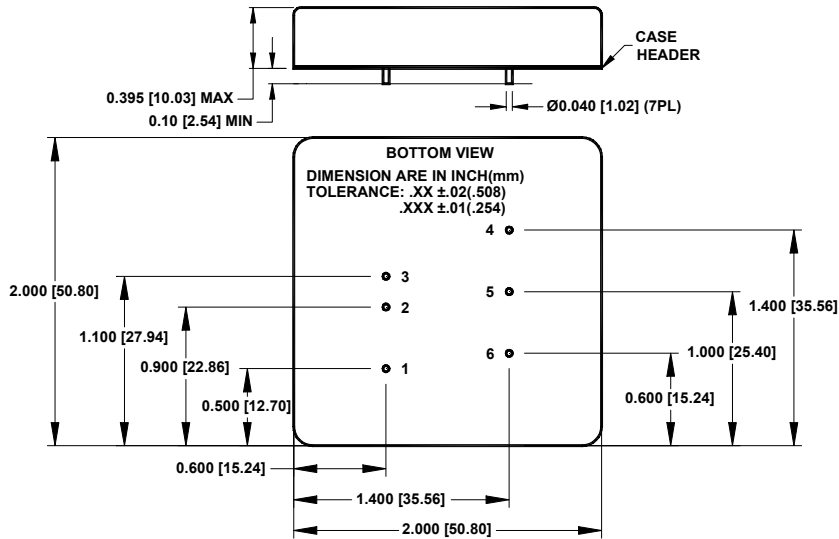 CASE
HEADER
0.395 [10.03] MAX
0.10 [2.54] MIN
Ø0.040 [1.02] (7PL)
BOTTOM VIEW
DIMENSION ARE IN INCH(mm)
TOLERANCE: .XX ±.02(.508)
.XXX ±.01(.254)
4
3
5
2
6
1
2.000 [50.80]
1.100 [27.94]
0.900 [22.86]
0.500 [12.70]
1.400 [35.56]
1.000 [25.40]
0.600 [15.24]
0.600 [15.24]
1.400 [35.56]
2.000 [50.80]